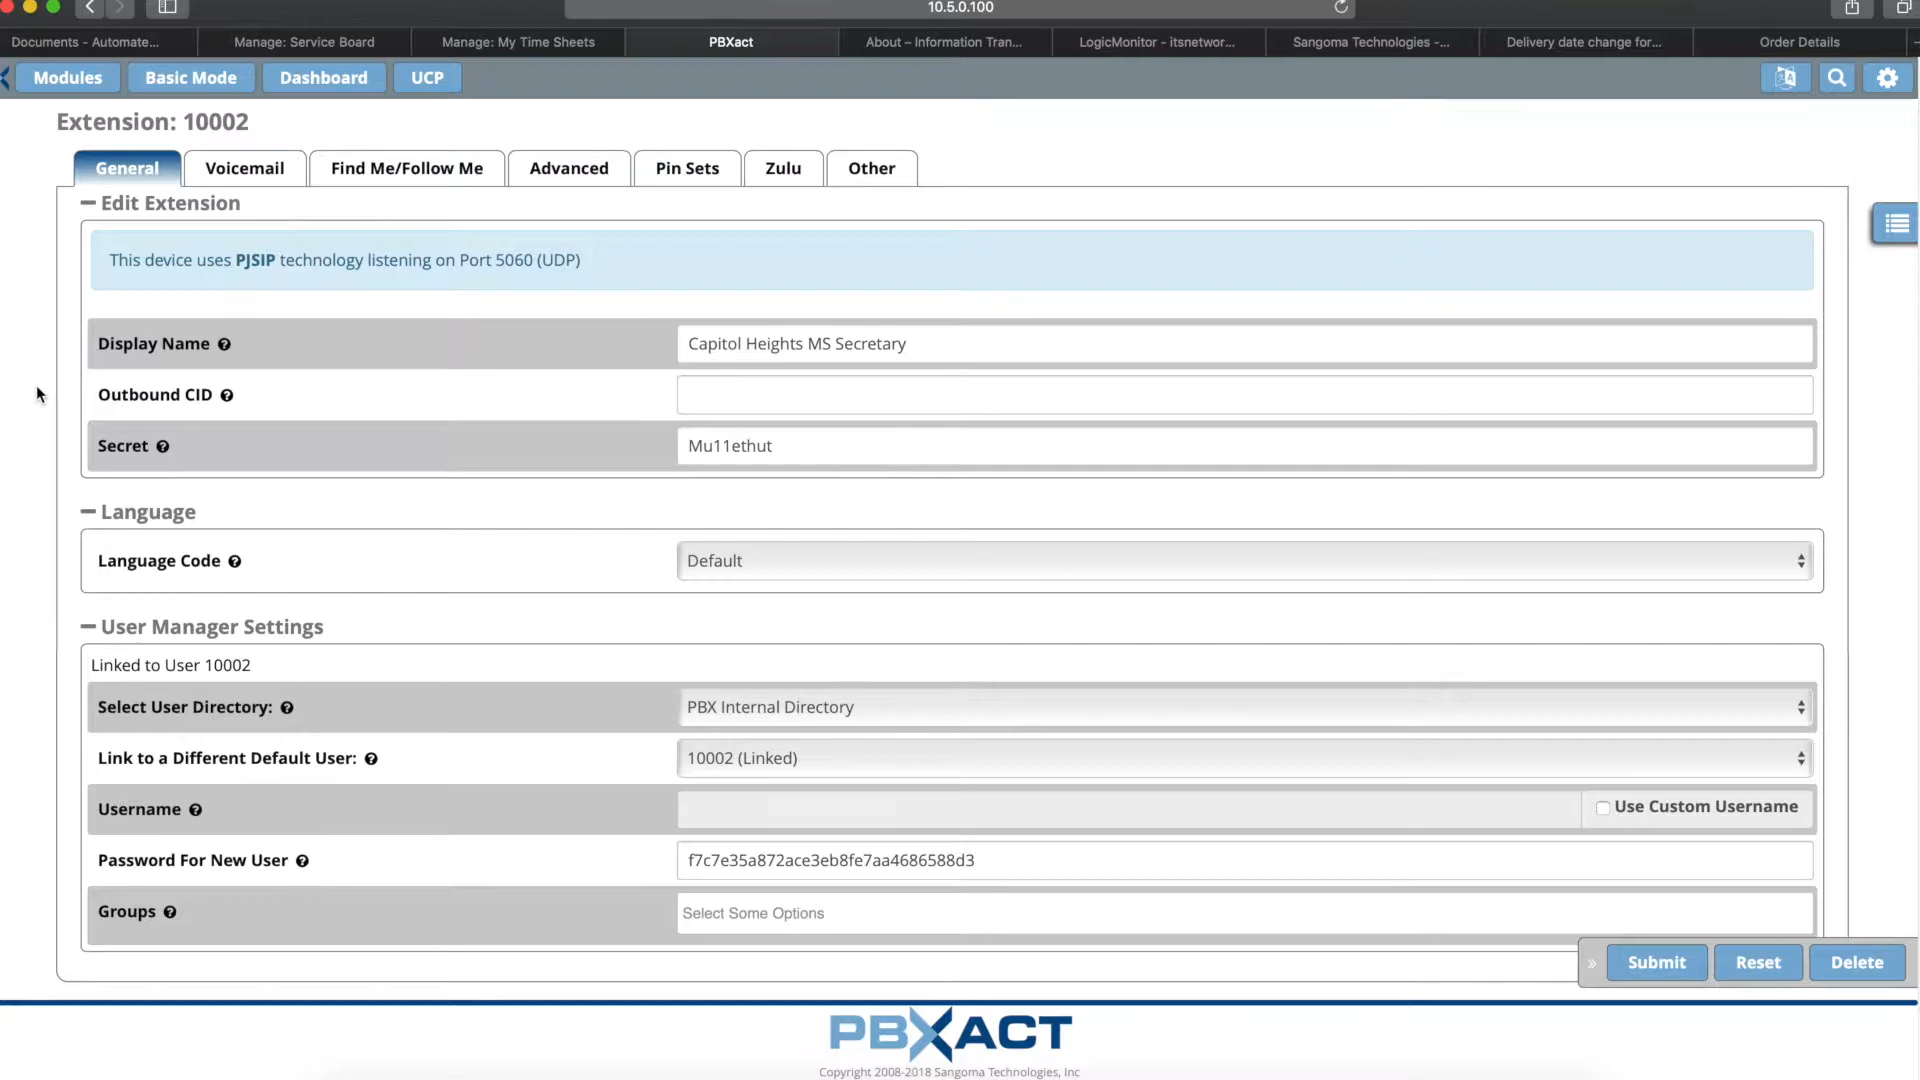 10.5.0.100
Documents - Automate...
Manage: Service Board
Manage: My Time Sheets
PBXact
About – Information Tran...
LogicMonitor - itsnetwor...
Sangoma Technologies -...
Delivery date change for...
Order Details
Modules
Basic Mode
Dashboard
UCP
Extension: 10002
General
Voicemail
Find Me/Follow Me
Advanced
Pin Sets
Zulu
Other
Edit Extension
This device uses PJSIP technology listening on Port 5060 (UDP)
Display Name
Capitol Heights MS Secretary
Outbound CID
Secret
Mu11ethut
Language
Language Code
Default
User Manager Settings
Linked to User 10002
Select User Directory:
PBX Internal Directory
Link to a Different Default User:
10002 (Linked)
Username
Use Custom Username
Password For New User
f7c7e35a872ace3eb8fe7aa4686588d3
Groups
Select Some Options
» Submit Reset Delete
PBXACT
Copyright 2008-2018 Sangoma Technologies, Inc